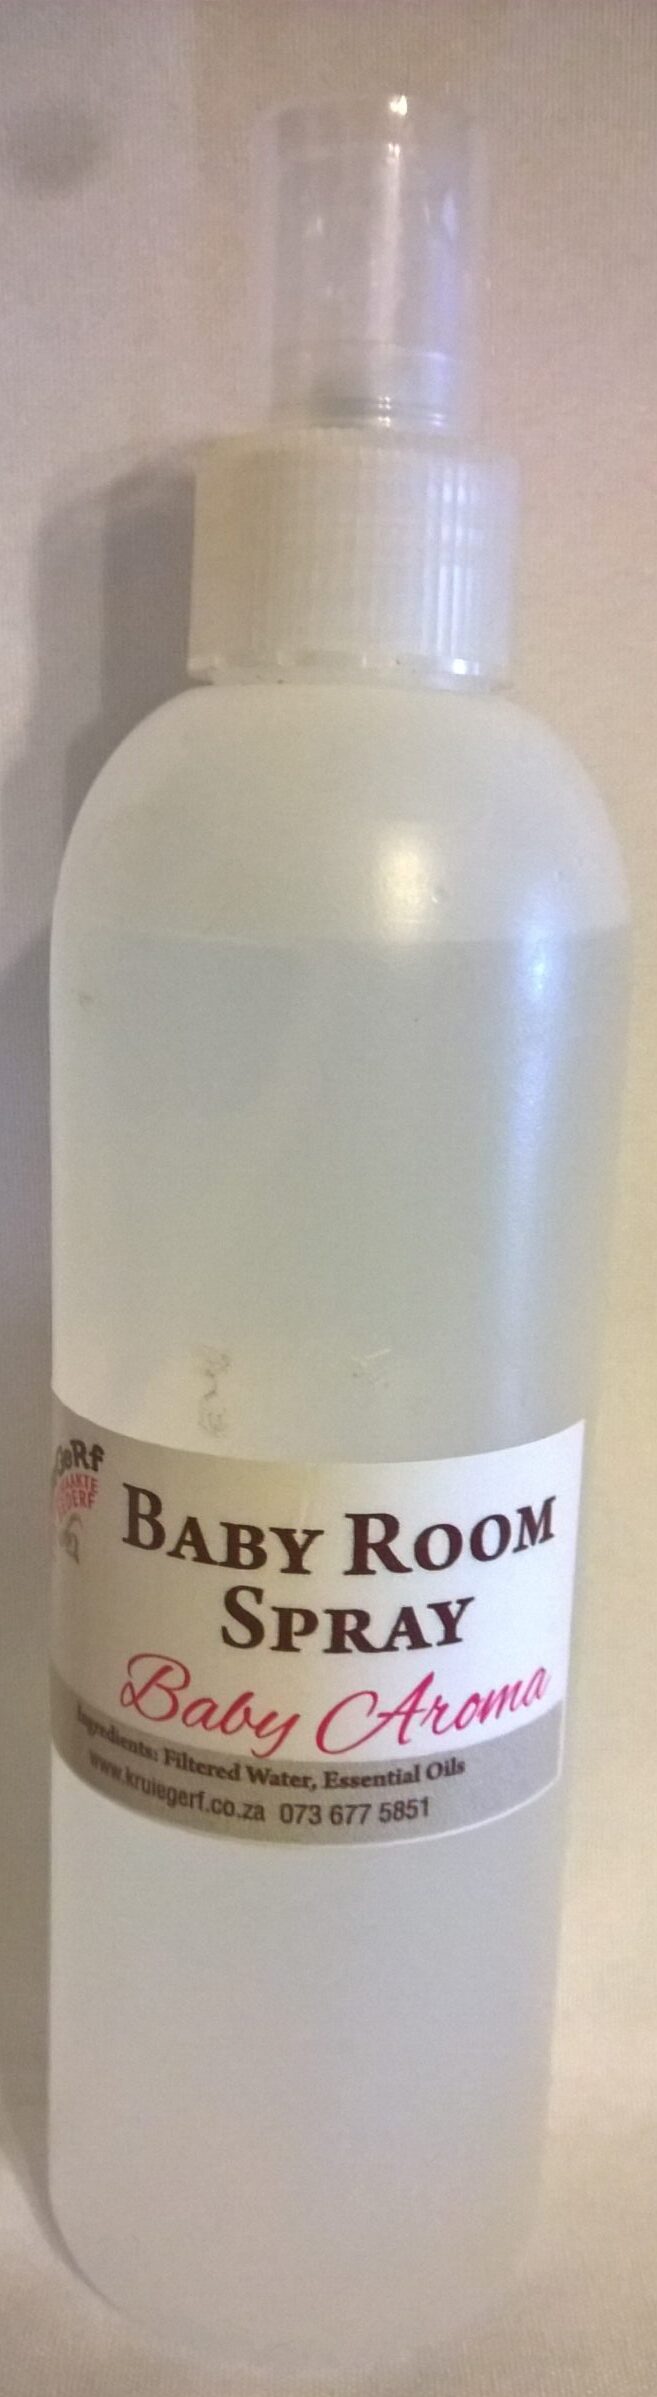 BABY ROOM
SPRAY
Baby Aroma
Ingredients: Filtered Water, Essential Oils
www.kruiegerf.co.za 073 677 5851